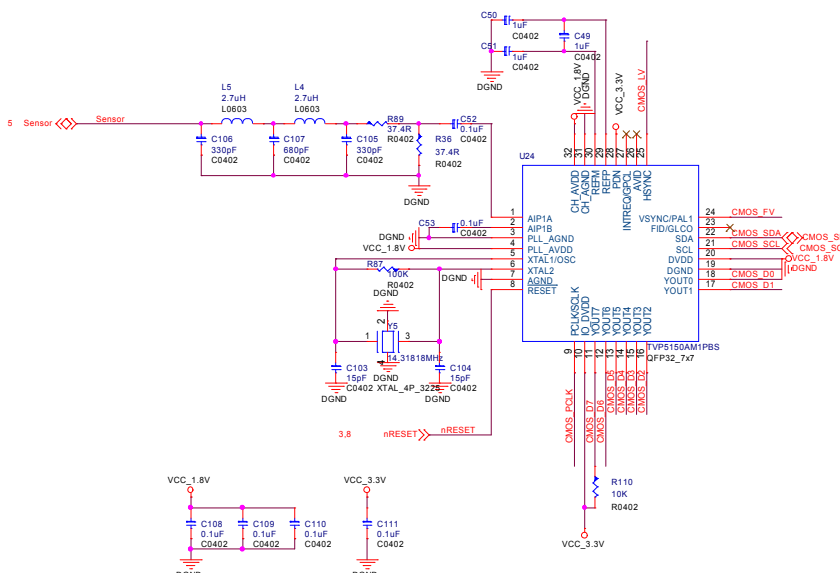 C50
1uF
C0402
C49
1uF
C0402
C51
1uF
C0402
DGND
VCC_1.8V
DGND
VCC_3.3V
CMOS_LV
5 Sensor
Sensor
L5
2.7uH
L0603
L4
2.7uH
L0603
C106
330pF
C0402
C107
680pF
C0402
C105
330pF
C0402
R89
37.4R
R0402
R36
37.4R
R0402
C52
0.1uF
C0402
DGND
U24
32 31 30 29 28 27 26 25
CH_AVDD
CH_AGND
REFM
REFP
PDN
INTREQ/GPCL
AVID
HSYNC
1 AIP1A
2 AIP1B
3 PLL_AGND
4 PLL_AVDD
5 XTAL1/OSC
6 XTAL2
7 AGND
8 RESET
VSYNC/PAL1 24 CMOS_FV
FID/GLCO 23
SDA 22 CMOS_SDA
SCL 21 CMOS_SCL
DVDD 20 VCC_1.8V
DGND 19 DGND
YOUT0 18 CMOS_D0
YOUT1 17 CMOS_D1
PCLK/SCLK
IO_DVDD
YOUT7
YOUT6
YOUT5
YOUT4
YOUT3
YOUT2
9 10 11 12 13 14 15 16
TVP5150AM1PBS
QFP32_7x7
C53
0.1uF
C0402
DGND
VCC_1.8V
R87
100K
R0402
DGND
DGND
2
Y5
1
3
14.31818MHz
DGND
XTAL_4P_3225
C103
15pF
C0402
DGND
C104
15pF
C0402
DGND
3,8 nRESET
nRESET
CMOS_PCLK
CMOS_D7
CMOS_D6
CMOS_D5
CMOS_D4
CMOS_D3
CMOS_D2
R110
10K
R0402
VCC_3.3V
VCC_1.8V
C108
0.1uF
C0402
C109
0.1uF
C0402
C110
0.1uF
C0402
VCC_3.3V
C111
0.1uF
C0402